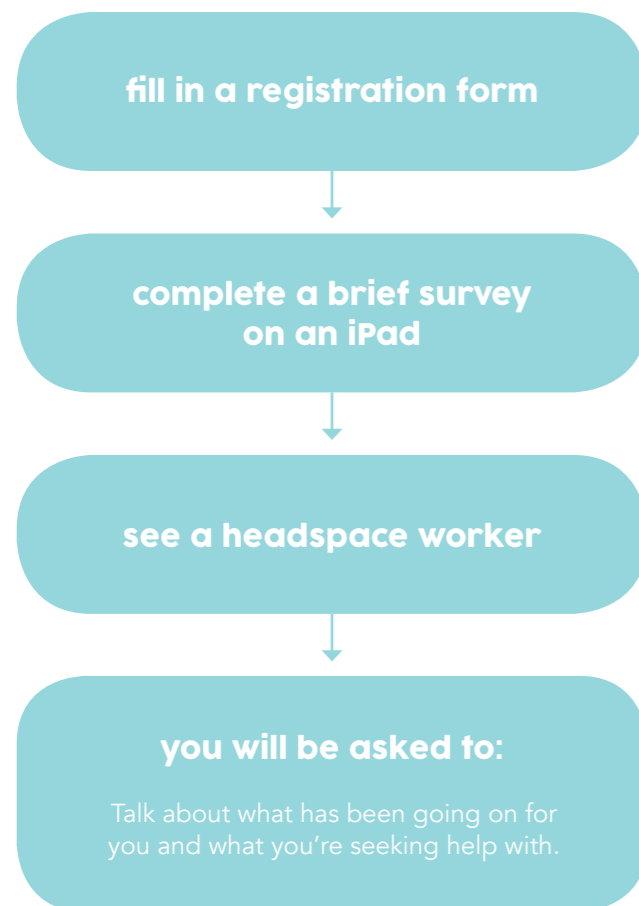 fill in a registration form
complete a brief survey
on an iPad
see a headspace worker
you will be asked to:
Talk about what has been going on for
you and what you’re seeking help with.